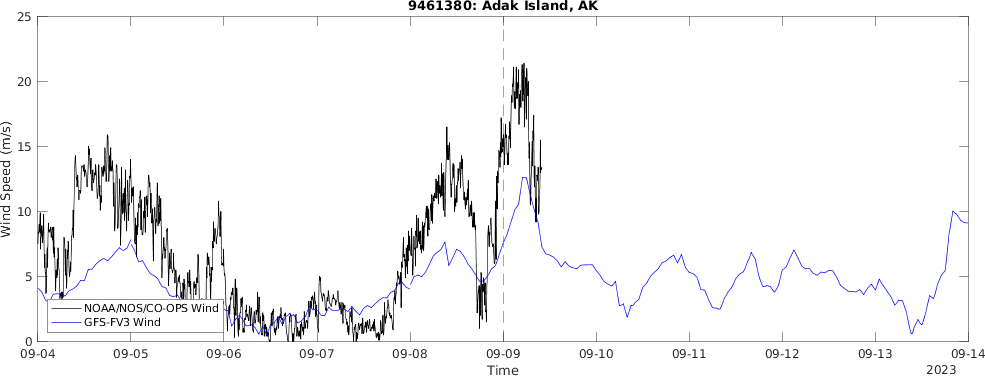 9461380: Adak Island, AK
25
20
15
10
5
0
Wind Speed (m/s)
NOAA/NOS/CO-OPS Wind
GFS-FV3 Wind
09-04 09-05 09-06 09-07 09-08 09-09 09-10 09-11 09-12 09-13 09-14
Time
2023